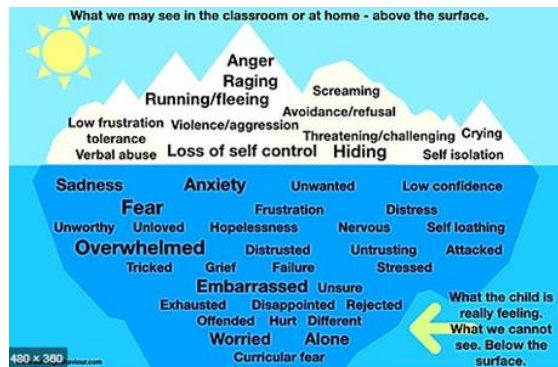 What we may see in the classroom or at home - above the surface.
Anger
Raging
Screaming
Running/fleeing
Avoidance/refusal
Low frustration tolerance
Violence/aggression
Threatening/challenging
Crying
Verbal abuse
Loss of self control
Hiding
Self isolation
Sadness Anxiety Unwanted Low confidence
Fear Frustration Distress
Unworthy Unloved Hopelessness Nervous Self loathing
Overwhelmed Distrusted Untrusting Attacked
Tricked Grief Failure Stressed
Embarrassed Unsure
Exhausted Disappointed Rejected
Offended Hurt Different
Worried Alone
Curricular fear
What the child is
really feeling.
What we cannot
see. Below the
surface.
480 × 360